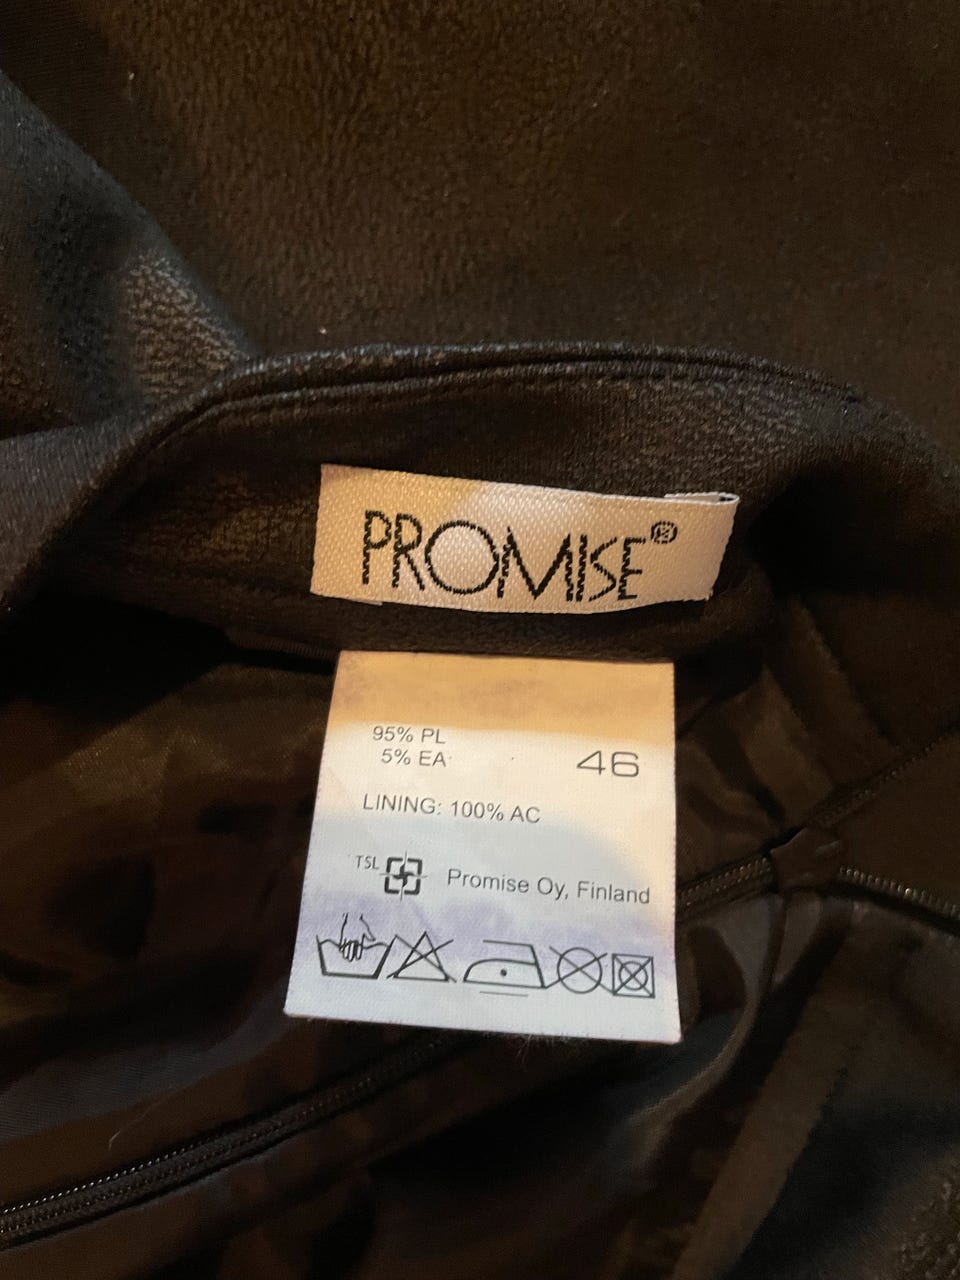 PROMISE®
95% PL
5% EA
46
LINING: 100% AC
TSL
Promise Oy, Finland